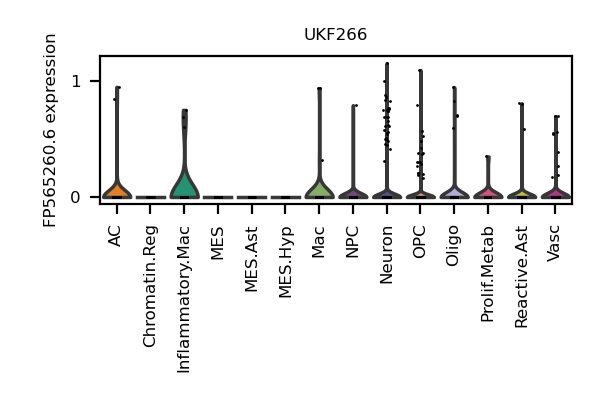 UKF266
FP565260.6 expression
1
0
AC
Chromatin.Reg
Inflammatory.Mac
MES
MES.Ast
MES.Hyp
Mac
NPC
Neuron
OPC
Oligo
Prolif.Metab
Reactive.Ast
Vasc